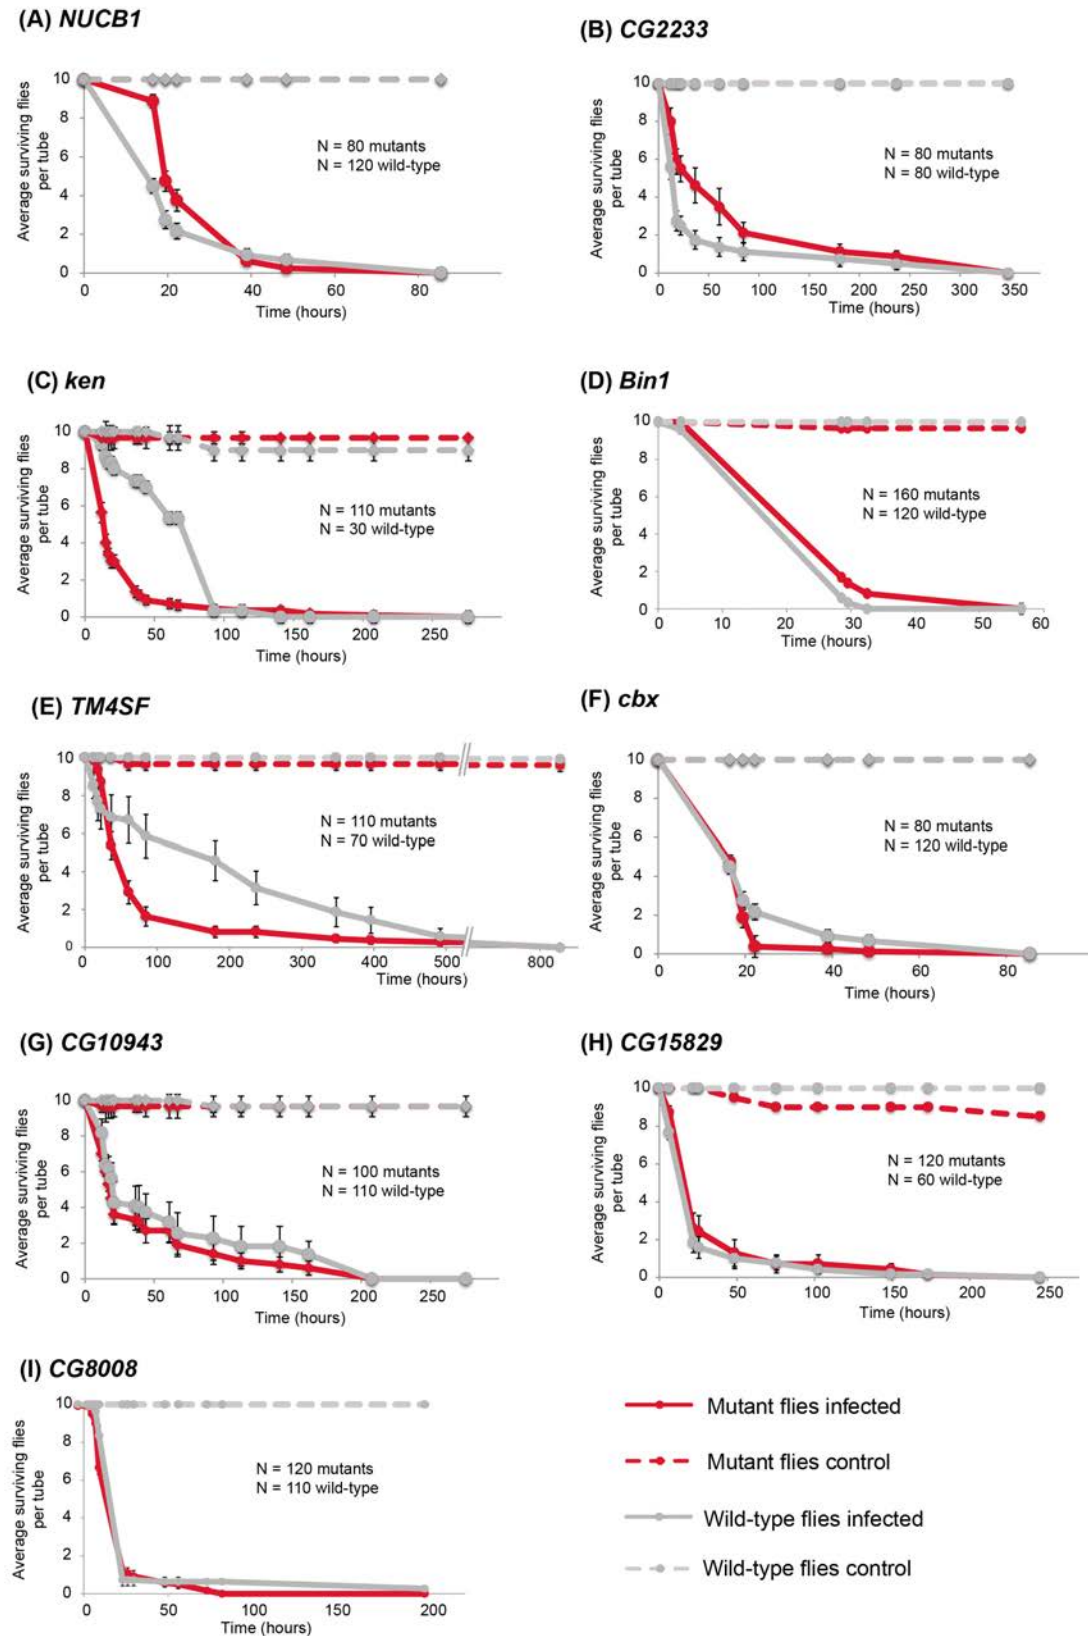 (A) NUCB1
Average surviving flies
per tube
10
8
6
4
2
0
N = 80 mutants
N = 120 wild-type
0 20 40 60 80
Time (hours)
(B) CG2233
Average surviving flies
per tube
10
8
6
4
2
0
N = 80 mutants
N = 80 wild-type
0 50 100 150 200 250 300 350
Time (hours)
(C) ken
Average surviving flies
per tube
10
8
6
4
2
0
N = 110 mutants
N = 30 wild-type
0 50 100 150 200 250
Time (hours)
(D) Bin1
Average surviving flies
per tube
10
8
6
4
2
0
N = 160 mutants
N = 120 wild-type
0 10 20 30 40 50 60
Time (hours)
(E) TM4SF
Average surviving flies
per tube
10
8
6
4
2
0
N = 110 mutants
N = 70 wild-type
0 100 200 300 400 500 800
Time (hours)
(F) cbx
Average surviving flies
per tube
10
8
6
4
2
0
N = 80 mutants
N = 120 wild-type
0 20 40 60 80
Time (hours)
(G) CG10943
Average surviving flies
per tube
10
8
6
4
2
0
N = 100 mutants
N = 110 wild-type
0 50 100 150 200 250
Time (hours)
(H) CG15829
Average surviving flies
per tube
10
8
6
4
2
0
N = 120 mutants
N = 60 wild-type
0 50 100 150 200 250
Time (hours)
(I) CG8008
Average surviving flies
per tube
10
8
6
4
2
0
N = 120 mutants
N = 110 wild-type
0 50 100 150 200
Time (hours)
Mutant flies infected
Mutant flies control
Wild-type flies infected
Wild-type flies control